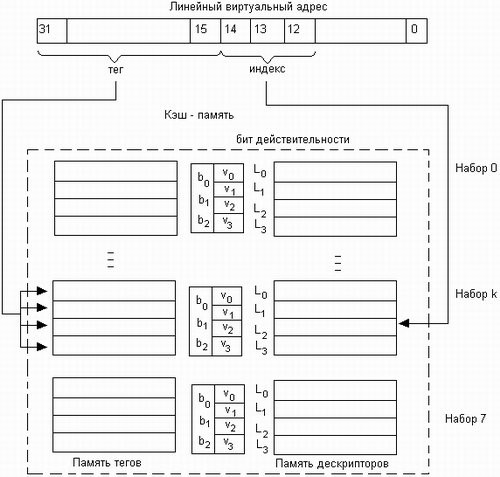 Линейный виртуальный адрес
31 15 14 13 12 0
тег индекс
Кэш - память
бит действительности
b0 b1 b2 v0 v1 v2 v3 L0 L1 L2 L3 Набор 0
b0 b1 b2 v0 v1 v2 v3 L0 L1 L2 L3 Набор k
b0 b1 b2 v0 v1 v2 v3 L0 L1 L2 L3 Набор 7
Память тегов Память дескрипторов